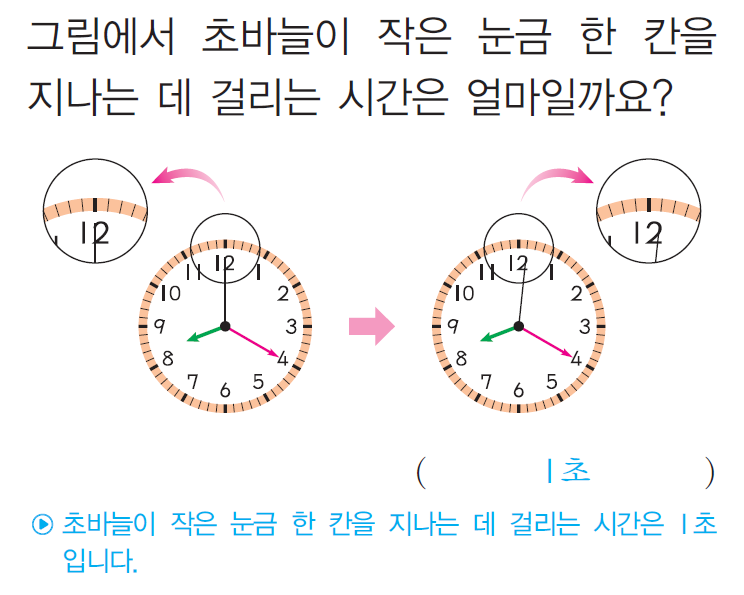 그림에서 초바늘이 작은 눈금 한 칸을
지나는 데 걸리는 시간은 얼마일까요?
12
12
11 12 1
10 2
9 3
8 4
7 6 5
11 12 1
10 2
9 3
8 4
7 6 5
( 1초 )
초바늘이 작은 눈금 한 칸을 지나는 데 걸리는 시간은 1초
입니다.